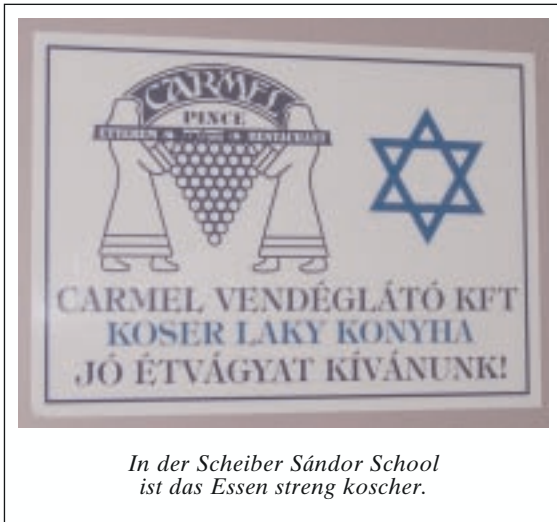 CARMEL
PINCE
CARMEL VENDÉGLÁTÓ KFT
KOSER LAKY KONYHA
JÓ ÉTVÁGYAT KÍVÁNUNK!
In der Scheiber Sándor School
ist das Essen streng koscher.